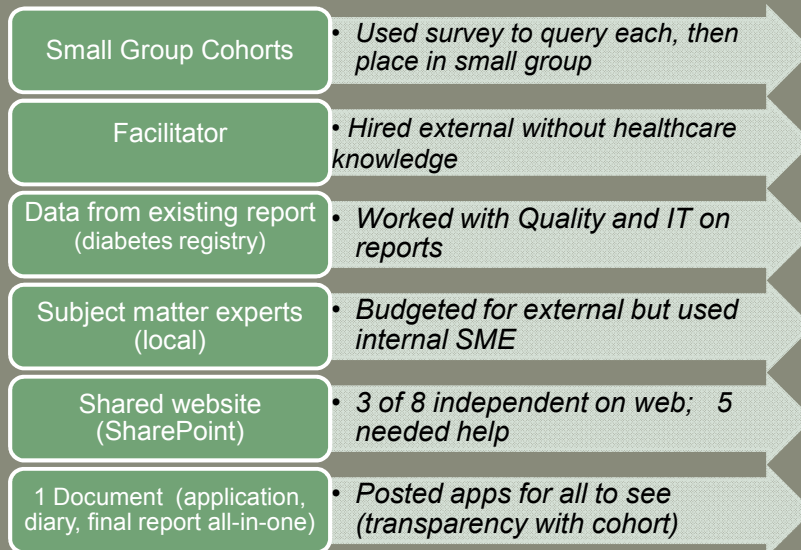 Small Group Cohorts
• Used survey to query each, then
place in small group
Facilitator
• Hired external without healthcare
knowledge
Data from existing report
(diabetes registry)
• Worked with Quality and IT on
reports
Subject matter experts
(local)
• Budgeted for external but used
internal SME
Shared website
(SharePoint)
• 3 of 8 independent on web; 5
needed help
1 Document (application,
diary, final report all-in-one)
• Posted apps for all to see
(transparency with cohort)